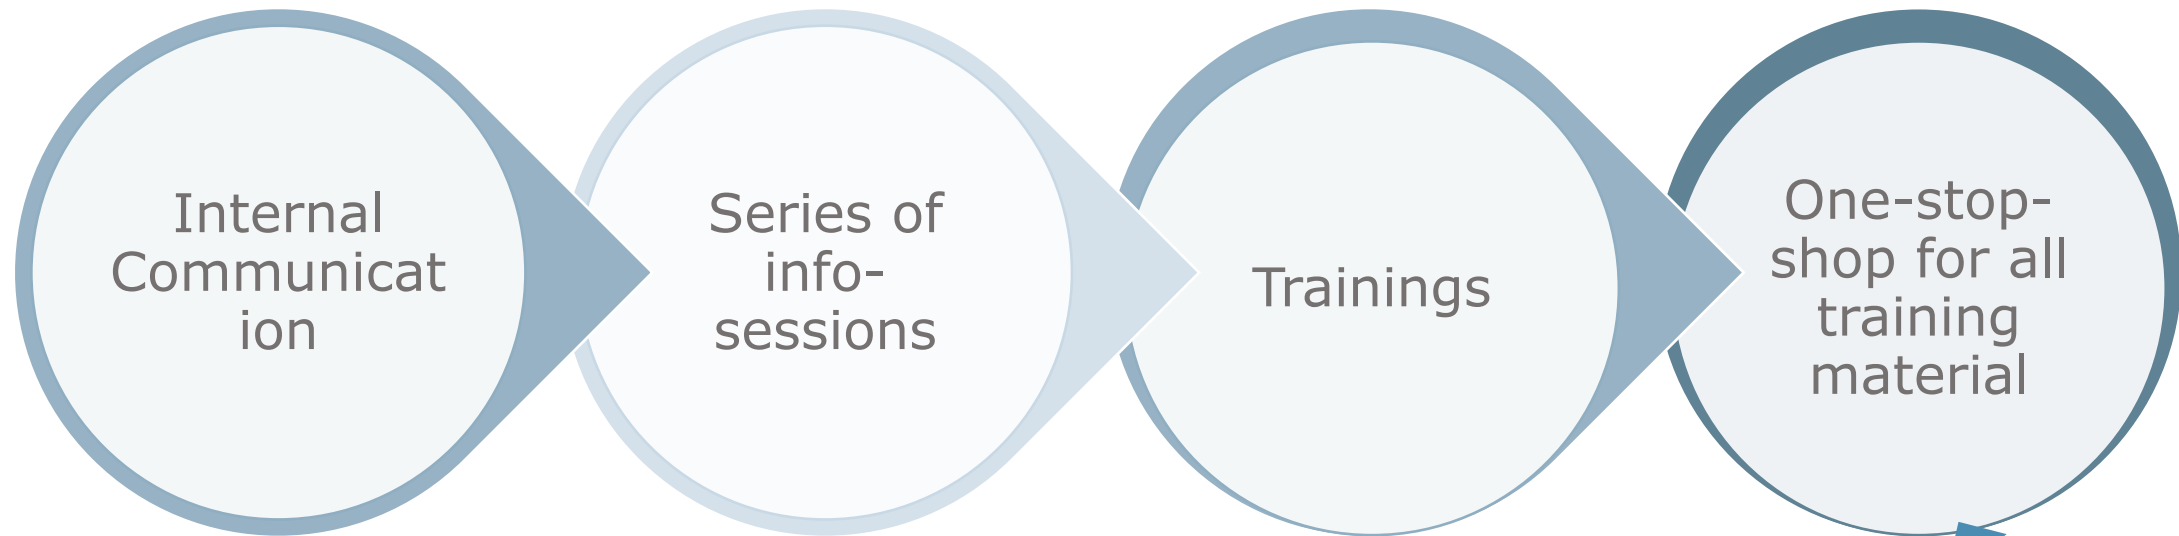 Internal
Communicat
ion
Series of
info-
sessions
Trainings
One-stop-
shop for all
training
material